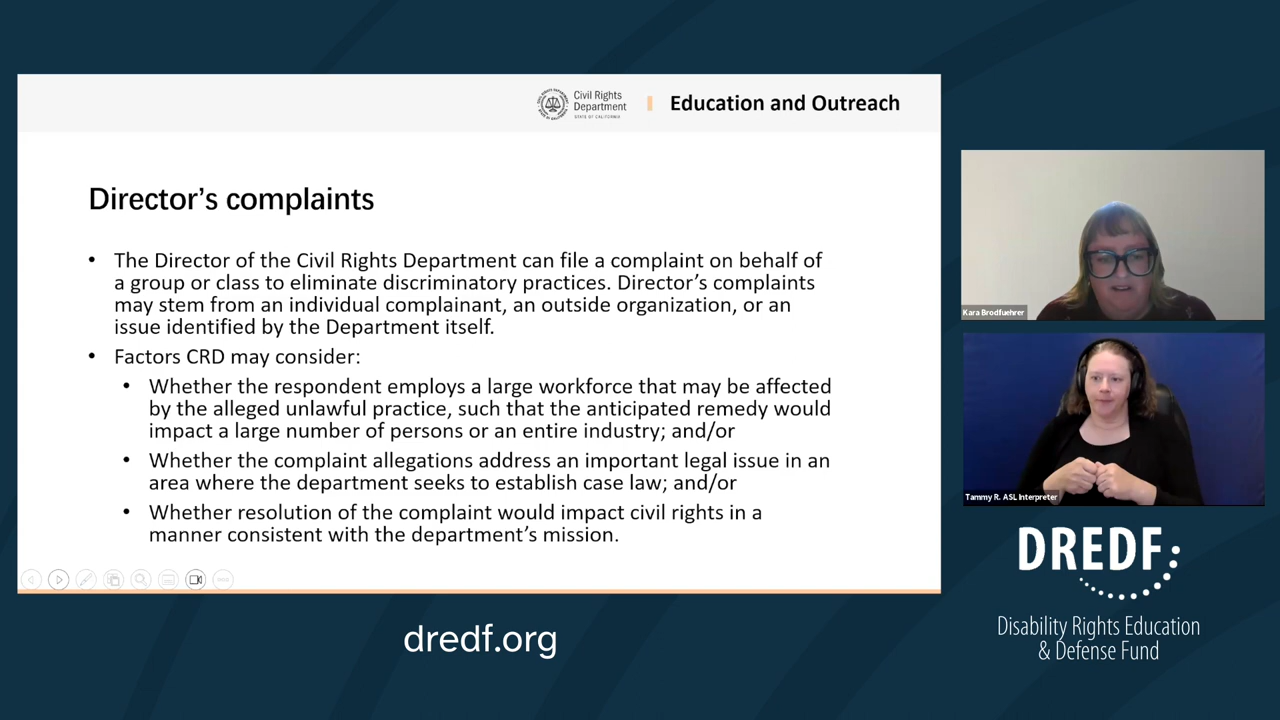 Civil Rights
Department
STATE OF CALIFORNIA
Education and Outreach
Director’s complaints
• The Director of the Civil Rights Department can file a complaint on behalf of
a group or class to eliminate discriminatory practices. Director’s complaints
may stem from an individual complainant, an outside organization, or an
issue identified by the Department itself.
• Factors CRD may consider:
• Whether the respondent employs a large workforce that may be affected
by the alleged unlawful practice, such that the anticipated remedy would
impact a large number of persons or an entire industry; and/or
• Whether the complaint allegations address an important legal issue in an
area where the department seeks to establish case law; and/or
• Whether resolution of the complaint would impact civil rights in a
manner consistent with the department’s mission.
Kara Brodfuehrer
Tammy R. ASL Interpreter
DREDF
Disability Rights Education
& Defense Fund
dredf.org